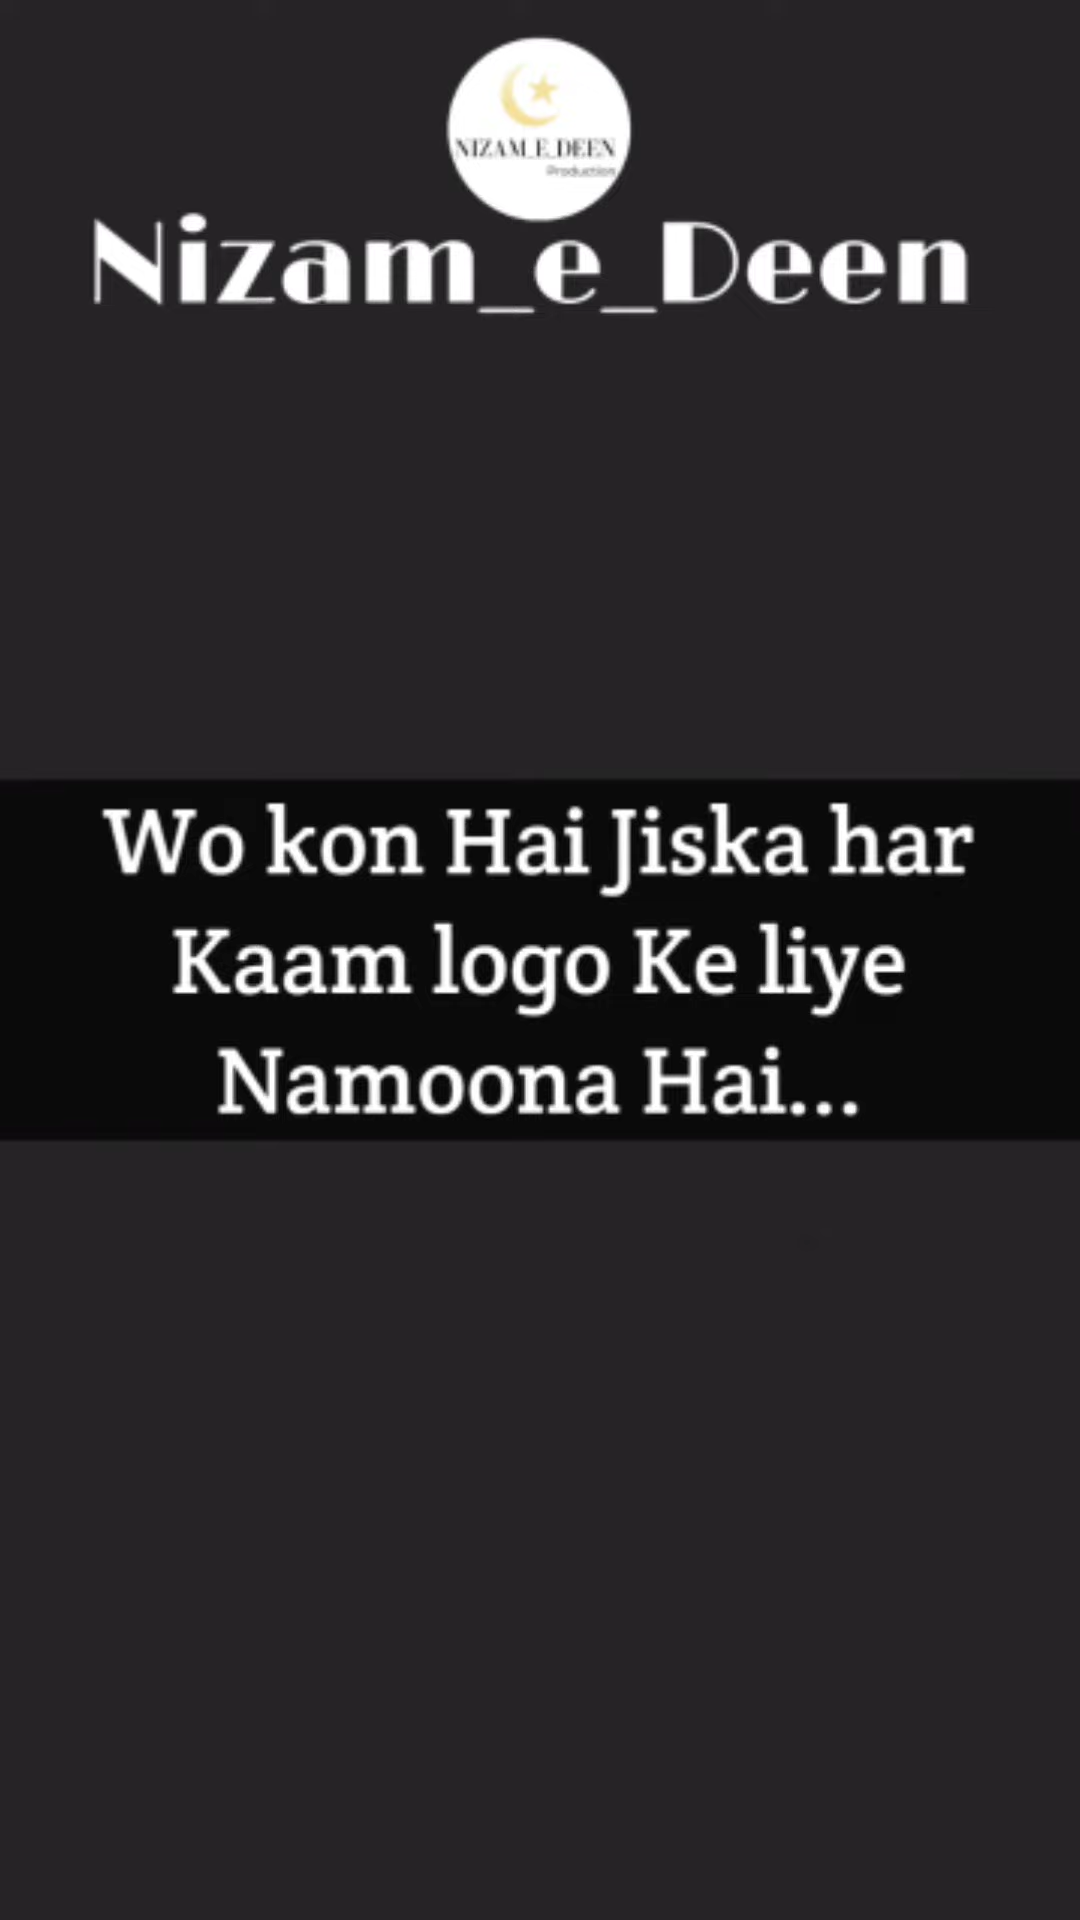 NIZAM_E_DEEN
Production
Nizam_e_Deen
Wo kon Hai Jiska har
Kaam logo Ke liye
Namoona Hai...